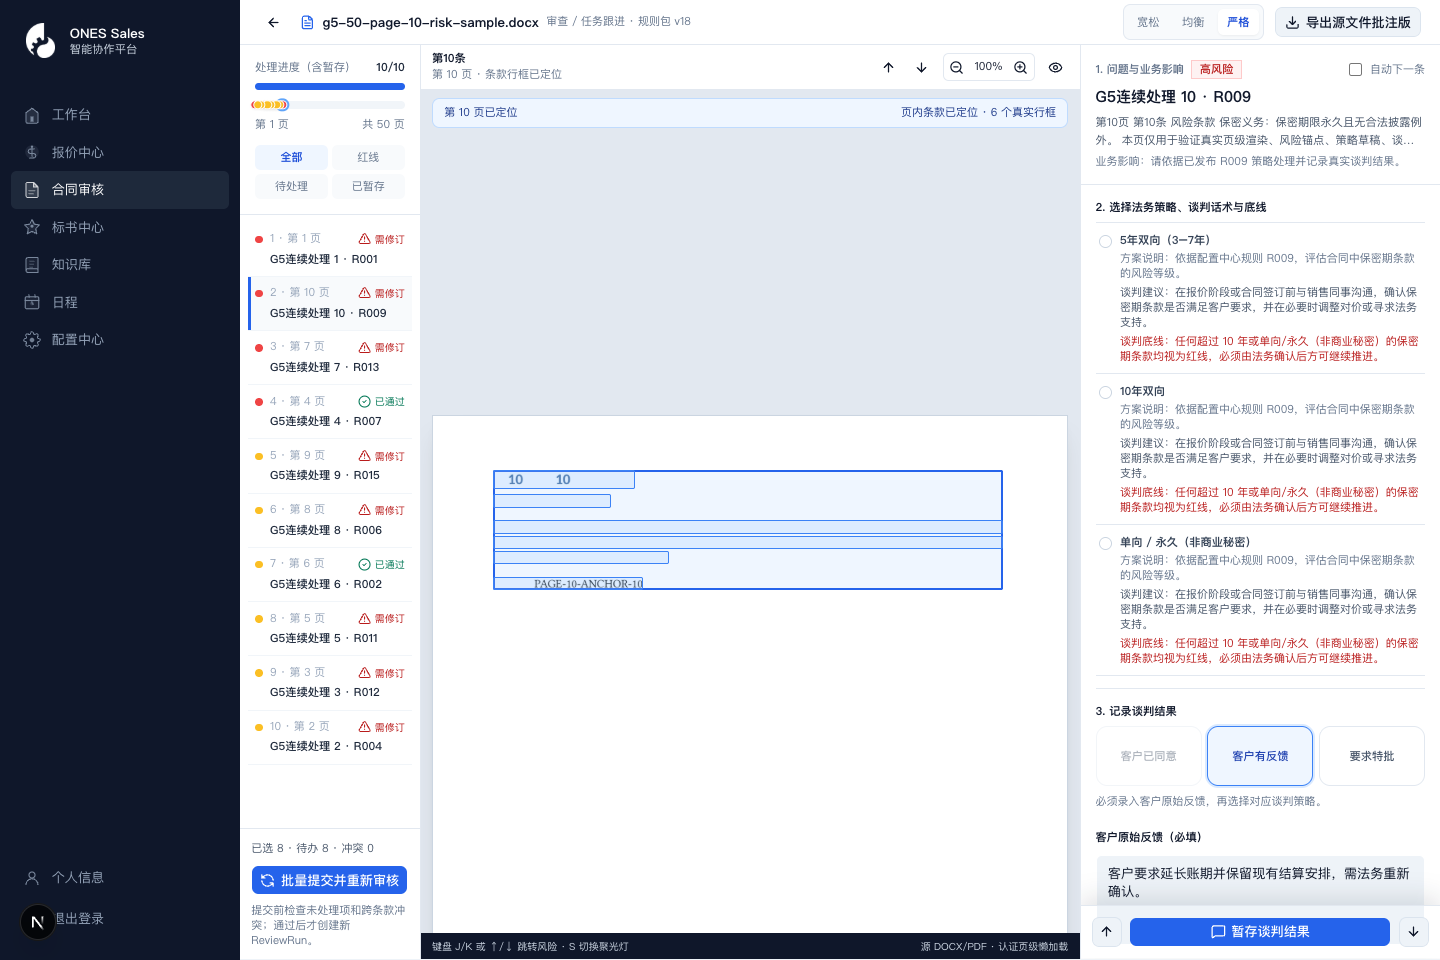 ONES Sales
智能协作平台
工作台
报价中心
合同审核
标书中心
知识库
日程
配置中心
个人信息
退出登录
N
g5-50-page-10-risk-sample.docx
审查 / 任务跟进 · 规则包 v18
宽松
均衡
严格
导出源文件批注版
处理进度（含暂存）
10/10
第 1 页
共 50 页
全部
红线
待处理
已暂存
1 · 第 1 页
需修订
G5连续处理 1 · R001
2 · 第 10 页
需修订
G5连续处理 10 · R009
3 · 第 7 页
需修订
G5连续处理 7 · R013
4 · 第 4 页
已通过
G5连续处理 4 · R007
5 · 第 9 页
需修订
G5连续处理 9 · R015
6 · 第 8 页
需修订
G5连续处理 8 · R006
7 · 第 6 页
已通过
G5连续处理 6 · R002
8 · 第 5 页
需修订
G5连续处理 5 · R011
9 · 第 3 页
需修订
G5连续处理 3 · R012
10 · 第 2 页
需修订
G5连续处理 2 · R004
已选 8 · 待办 8 · 冲突 0
批量提交并重新审核
提交前检查未处理项和跨条款冲
突；通过后才创建新
ReviewRun。
第10条
第 10 页 · 条款行框已定位
100%
第 10 页已定位
页内条款已定位 · 6 个真实行框
10 10
PAGE-10-ANCHOR-10
键盘 J/K 或 ↑/↓ 跳转风险 · S 切换聚光灯
源 DOCX/PDF · 认证页级懒加载
1. 问题与业务影响
高风险
自动下一条
G5连续处理 10 · R009
第10页 第10条 风险条款 保密义务：保密期限永久且无合法披露例
外。 本页仅用于验证真实页级渲染、风险锚点、策略草稿、谈…
业务影响：请依据已发布 R009 策略处理并记录真实谈判结果。
2. 选择法务策略、谈判话术与底线
5年双向（3—7年）
方案说明：依据配置中心规则 R009，评估合同中保密期条款
的风险等级。
谈判建议：在报价阶段或合同签订前与销售同事沟通，确认保
密期条款是否满足客户要求，并在必要时调整对价或寻求法务
支持。
谈判底线：任何超过 10 年或单向/永久（非商业秘密）的保密
期条款均视为红线，必须由法务确认后方可继续推进。
10年双向
方案说明：依据配置中心规则 R009，评估合同中保密期条款
的风险等级。
谈判建议：在报价阶段或合同签订前与销售同事沟通，确认保
密期条款是否满足客户要求，并在必要时调整对价或寻求法务
支持。
谈判底线：任何超过 10 年或单向/永久（非商业秘密）的保密
期条款均视为红线，必须由法务确认后方可继续推进。
单向 / 永久（非商业秘密）
方案说明：依据配置中心规则 R009，评估合同中保密期条款
的风险等级。
谈判建议：在报价阶段或合同签订前与销售同事沟通，确认保
密期条款是否满足客户要求，并在必要时调整对价或寻求法务
支持。
谈判底线：任何超过 10 年或单向/永久（非商业秘密）的保密
期条款均视为红线，必须由法务确认后方可继续推进。
3. 记录谈判结果
客户已同意
客户有反馈
要求特批
必须录入客户原始反馈，再选择对应谈判策略。
客户原始反馈（必填）
客户要求延长账期并保留现有结算安排，需法务重新
确认。
暂存谈判结果